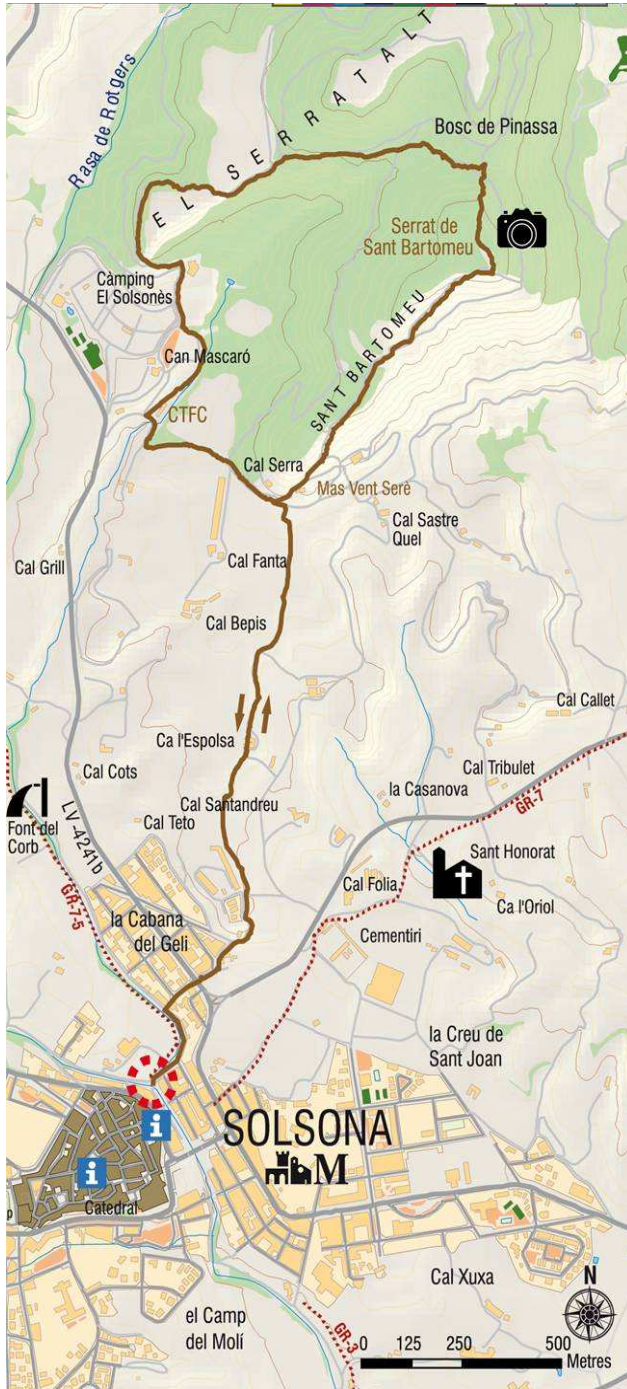 Rasa de Rotgers
EL SERRATALT
Bosc de Pinassa
Serrat de
Sant Bartomeu
Càmping
El Solsonès
SANT BARTOMEU
Can Mascaró
CTFC
Cal Serra
Mas Vent Serè
Cal Sastre
Quel
Cal Grill
Cal Fanta
Cal Bepis
Cal Callet
Ca l'Espolsa
Cal Tribulet
Cal Cots
la Casanova
GR-7
Cal Santandreu
Cal Teto
Font del
Corb
LV-4241b
Sant Honorat
GR-7-5
Cal Folia
Ca l'Oriol
la Cabana
del Geli
Cementiri
la Creu de
Sant Joan
i
SOLSONA
M
i
Catedral
p
Cal Xuxa
N
el Camp
del Molí
GR-3
0 125 250 500
Metres